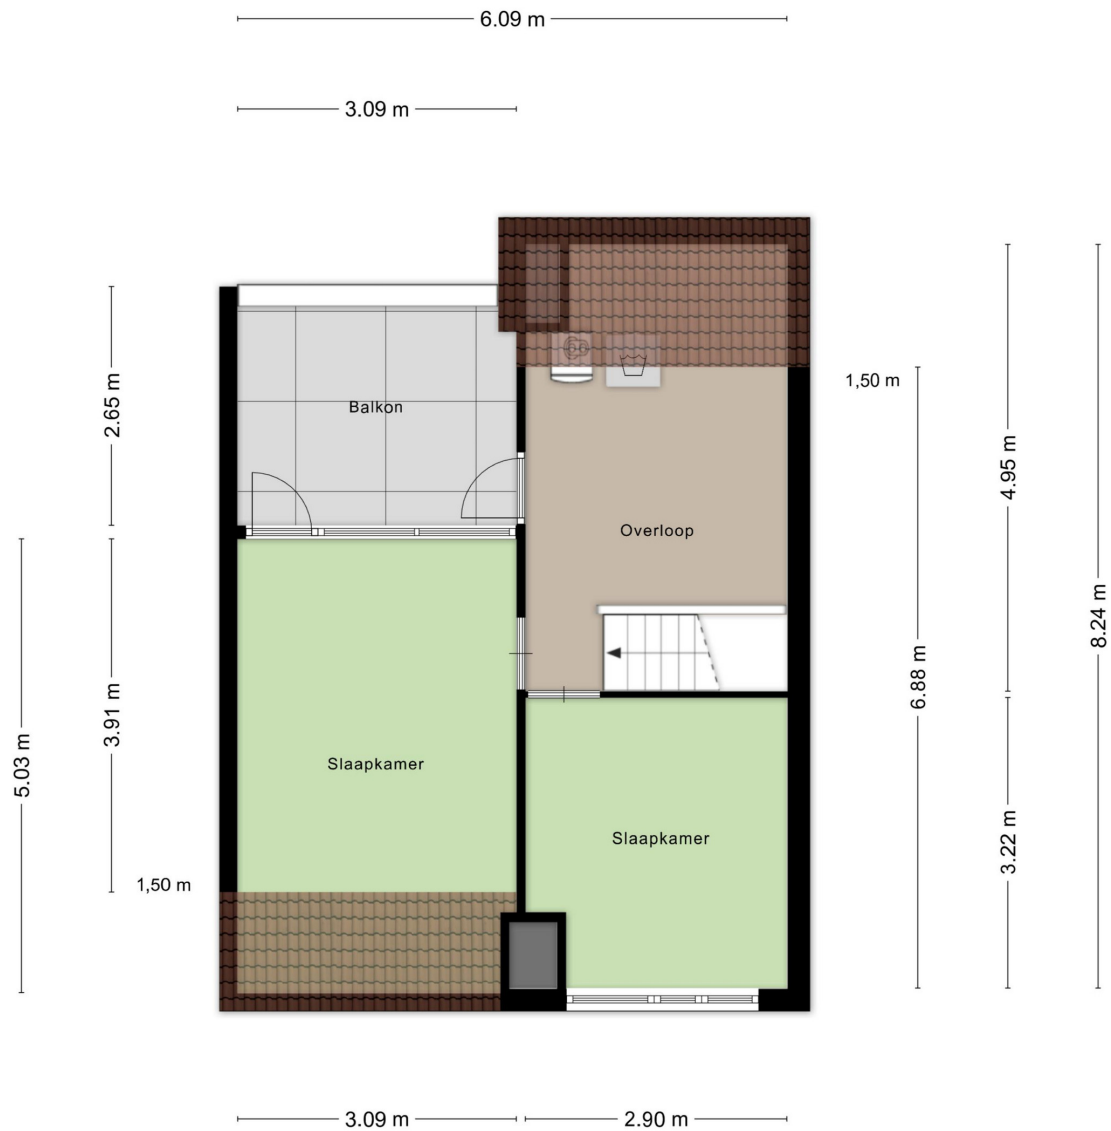 6.09 m
3.09 m
2.65 m
Balkon
1,50 m
4.95 m
Overloop
8.24 m
6.88 m
3.91 m
5.03 m
Slaapkamer
Slaapkamer
3.22 m
1,50 m
3.09 m
2.90 m